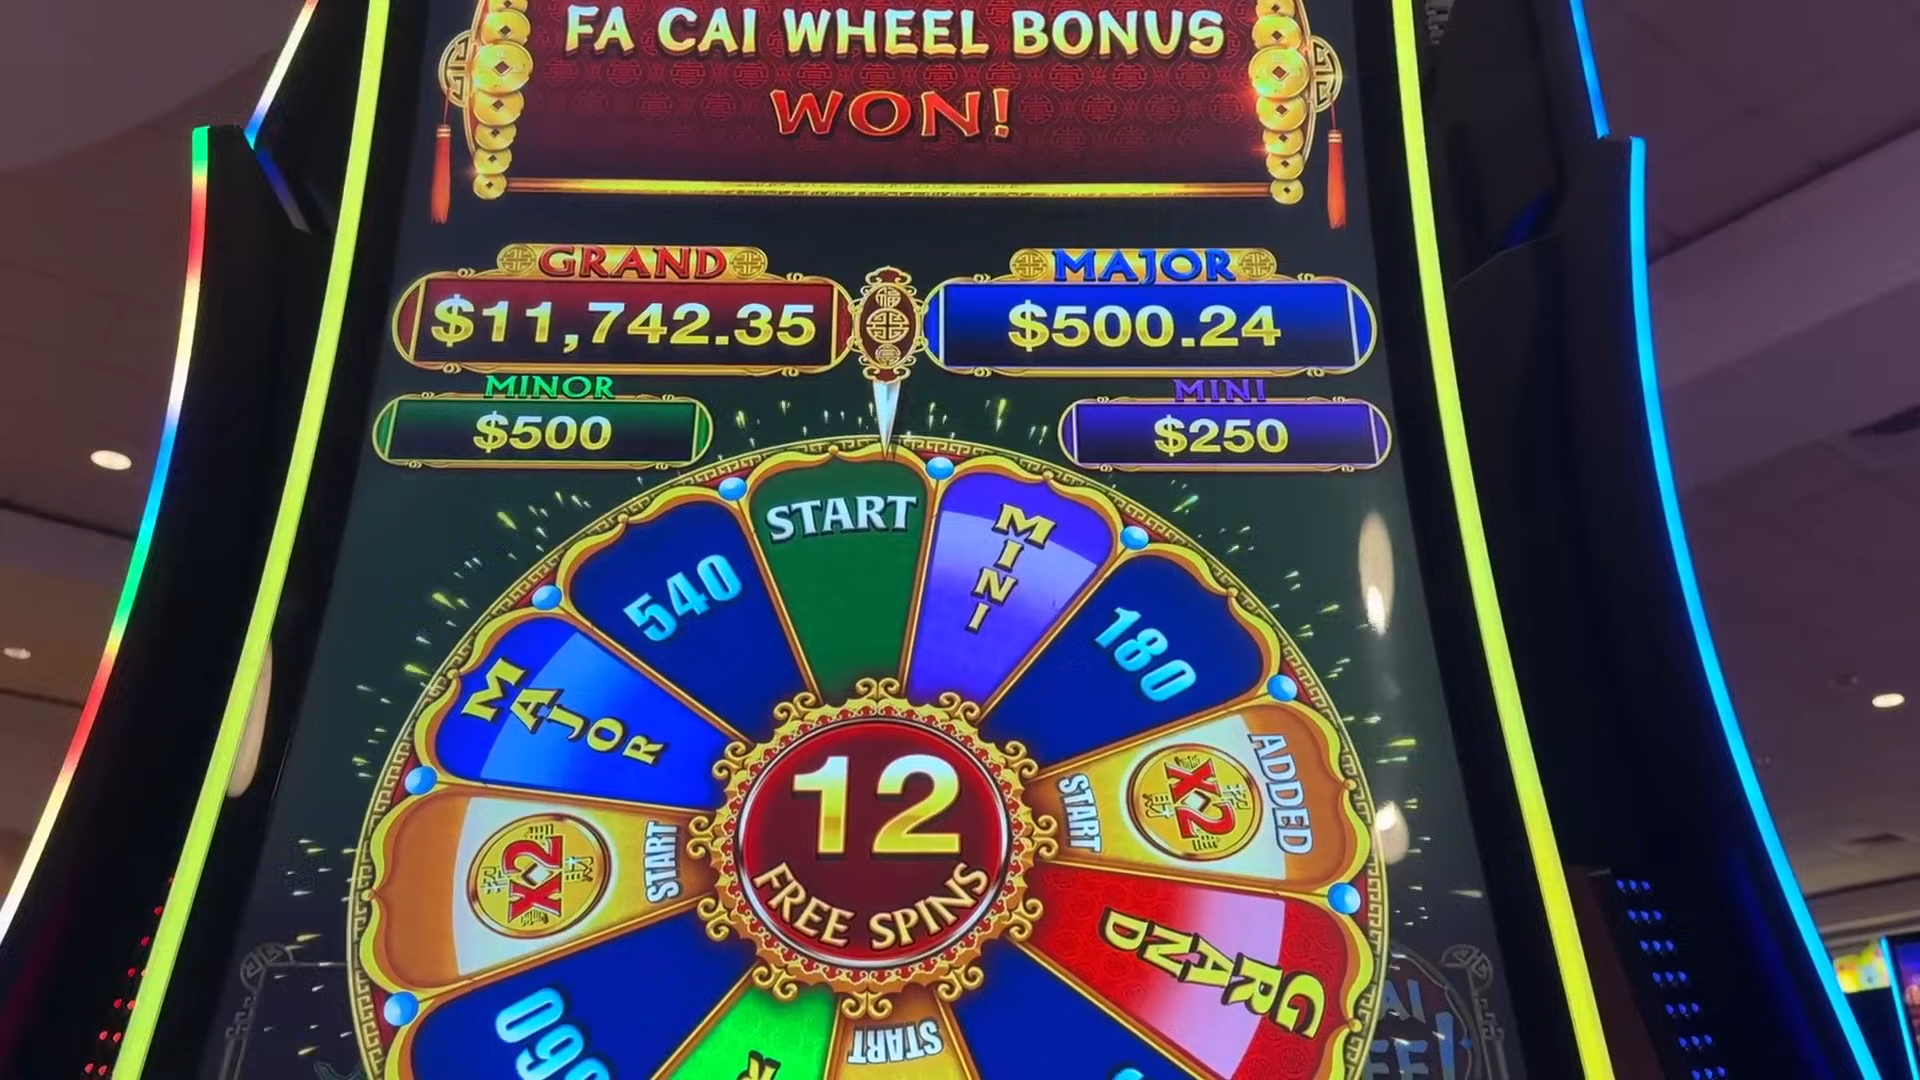 FA CAI WHEEL BONUS
WON!
GRAND
$11,742.35
MAJOR
$500.24
MINOR
$500
MINI
$250
START
MINI
540
180
MAJOR
ADDED
X2
START
X2
START
GRAND
12
FREE SPINS
START